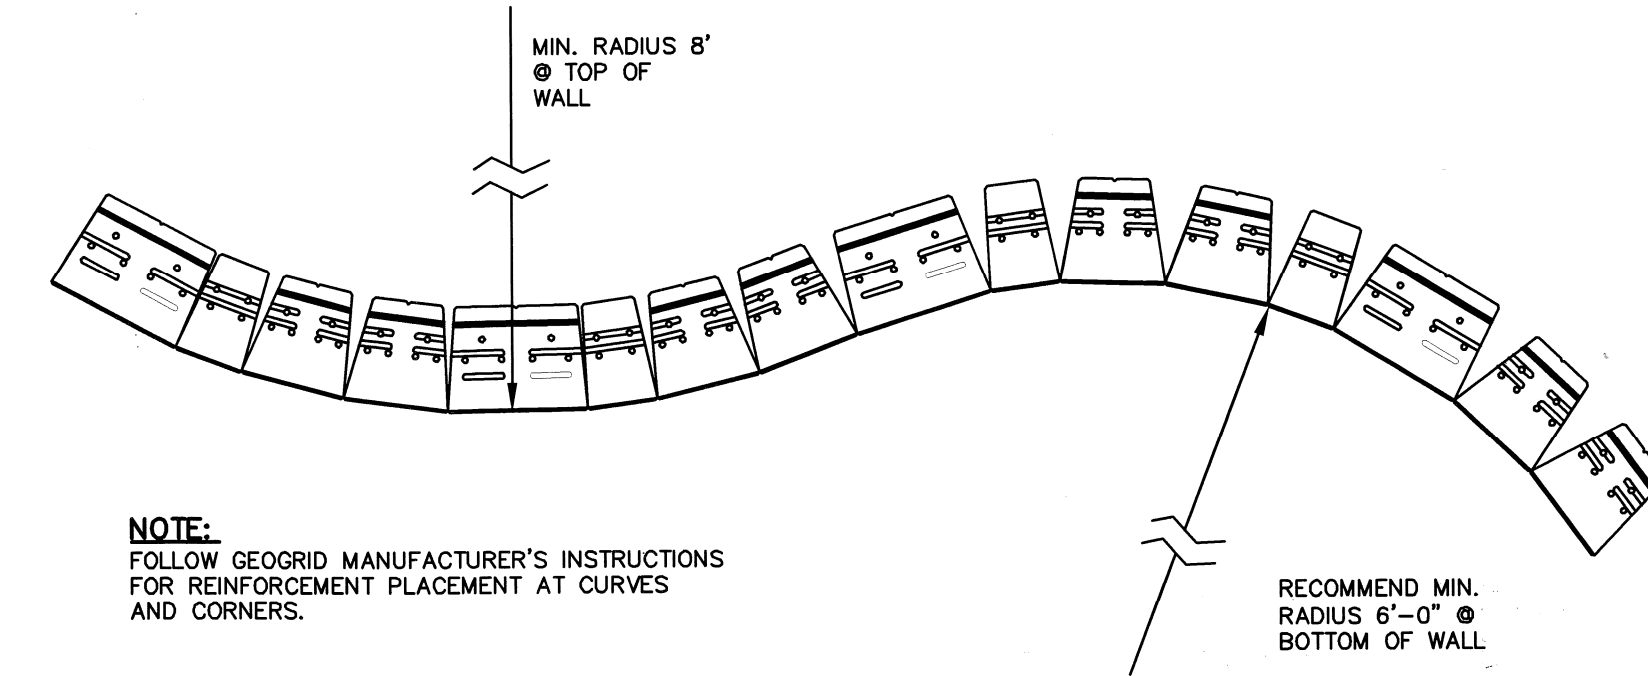 MIN. RADIUS 8'
@ TOP OF
WALL
NOTE:
FOLLOW GEOGRID MANUFACTURER'S INSTRUCTIONS
FOR REINFORCEMENT PLACEMENT AT CURVES
AND CORNERS.
RECOMMEND MIN.
RADIUS 6'-0" @
BOTTOM OF WALL